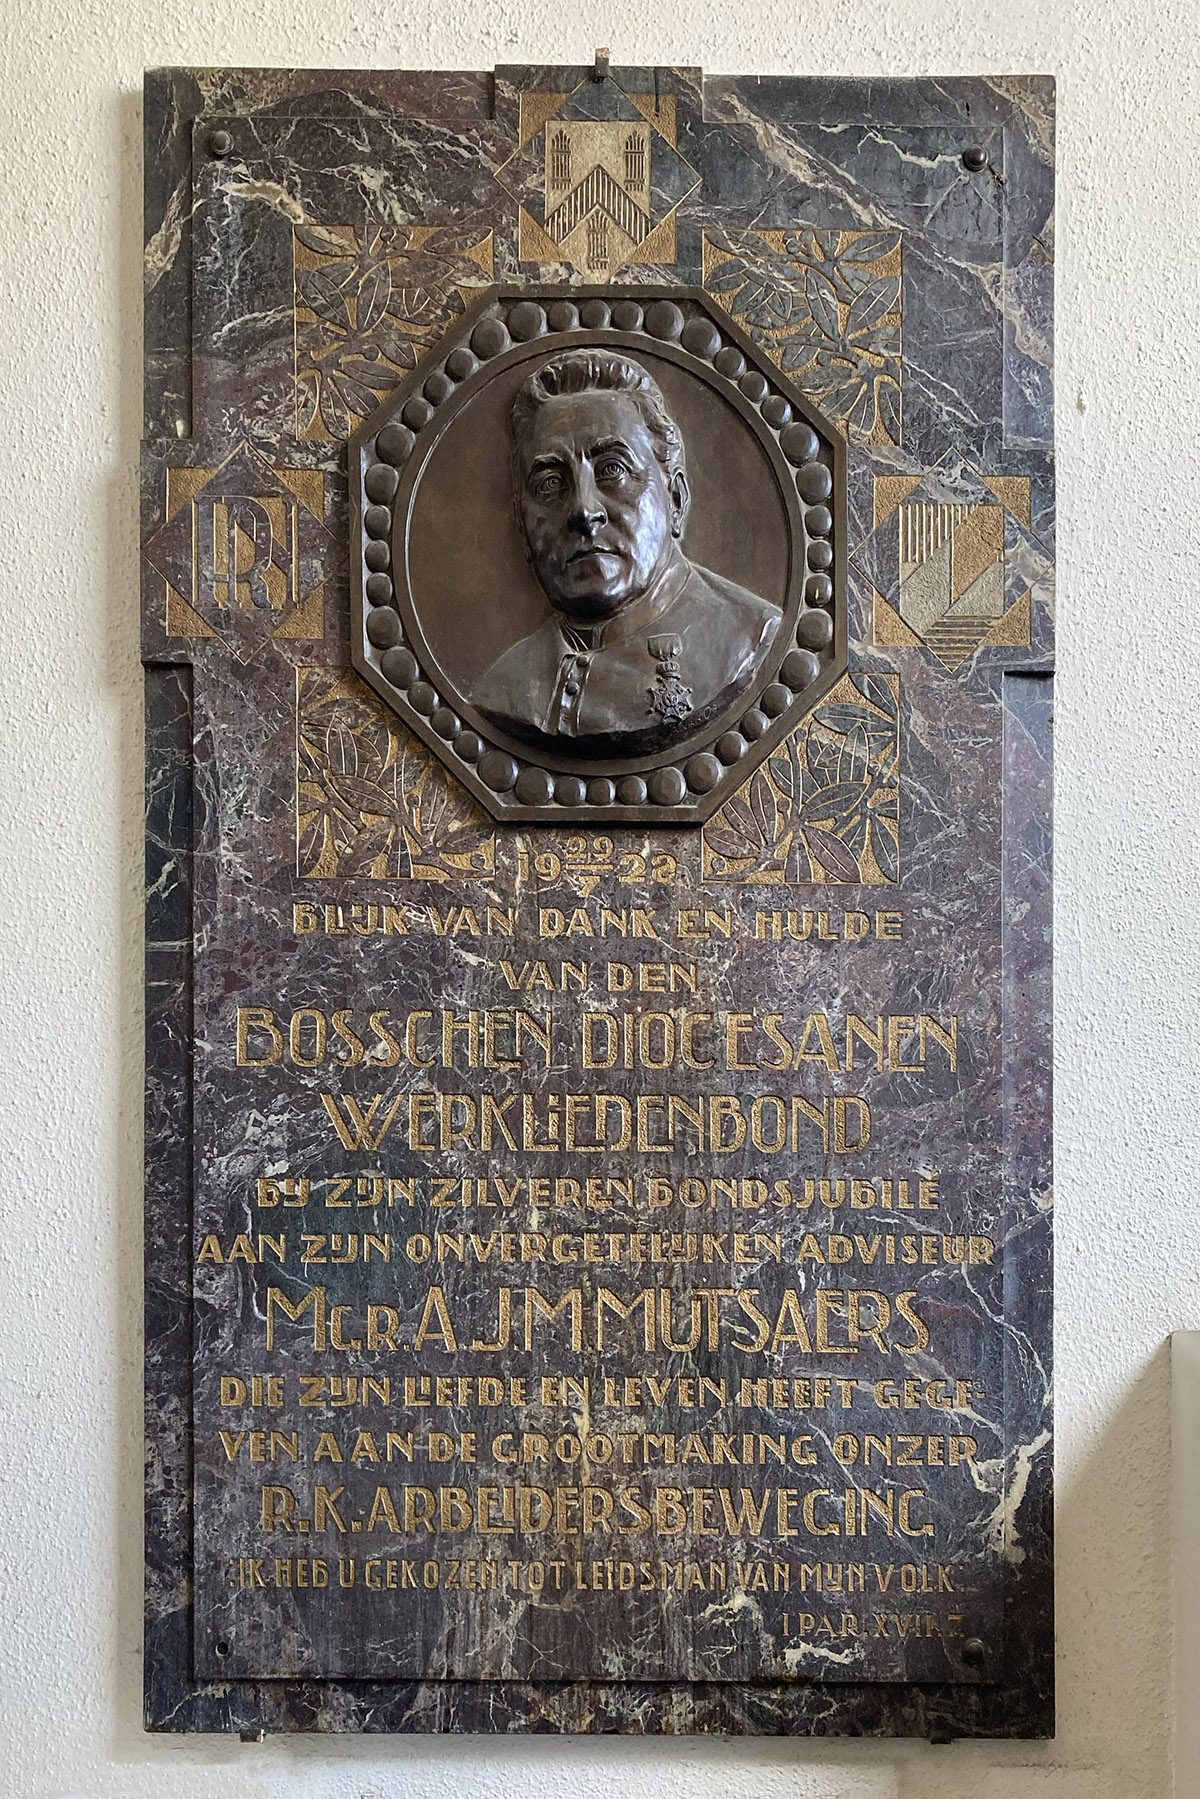 19 29/7 28
BLIJK VAN DANK EN HULDE
VAN DEN
BOSSCHEN DIOCESANEN
WERKLIEDENBOND
BIJ ZIJN ZILVEREN BONDSJUBILÉ
AAN ZIJN ONVERGETELIJKEN ADVISEUR
MGR. A.J.M MUTSAERS
DIE ZIJN LIEFDE EN LEVEN HEEFT GEGE-
VEN AAN DE GROOTMAKING ONZER
R.K. ARBEIDERSBEWEGING
IK HEB U GEKOZEN TOT LEIDSMAN VAN MIJN VOLK.
I PAR. XVII. 7